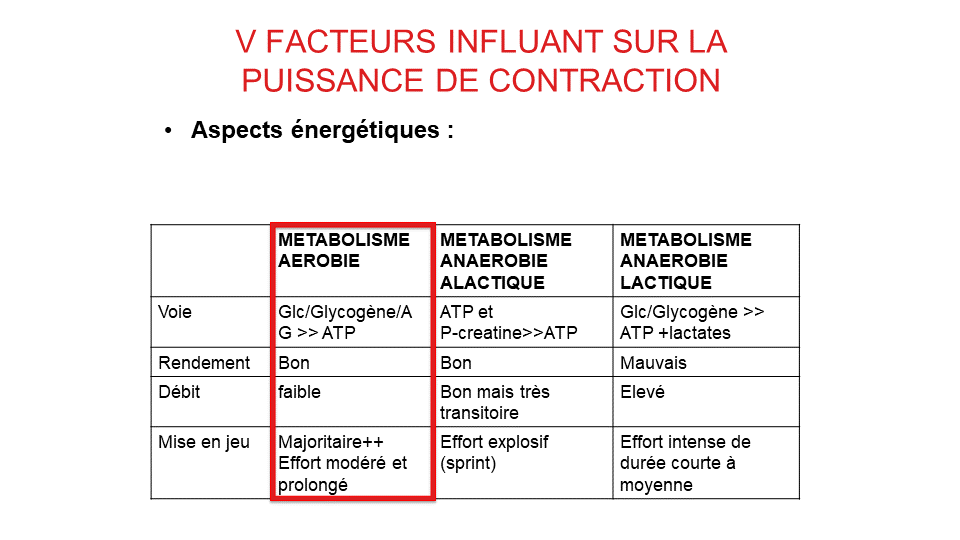 V FACTEURS INFLUANT SUR LA
PUISSANCE DE CONTRACTION
• Aspects énergétiques :
METABOLISME
AEROBIE
METABOLISME
ANAEROBIE
ALACTIQUE
METABOLISME
ANAEROBIE
LACTIQUE
Voie
Glc/Glycogène/A
G >> ATP
ATP et
P-creatine>>ATP
Glc/Glycogène >>
ATP +lactates
Rendement
Bon
Bon
Mauvais
Débit
faible
Bon mais très
transitoire
Elevé
Mise en jeu
Majoritaire++
Effort modéré et
prolongé
Effort explosif
(sprint)
Effort intense de
durée courte à
moyenne